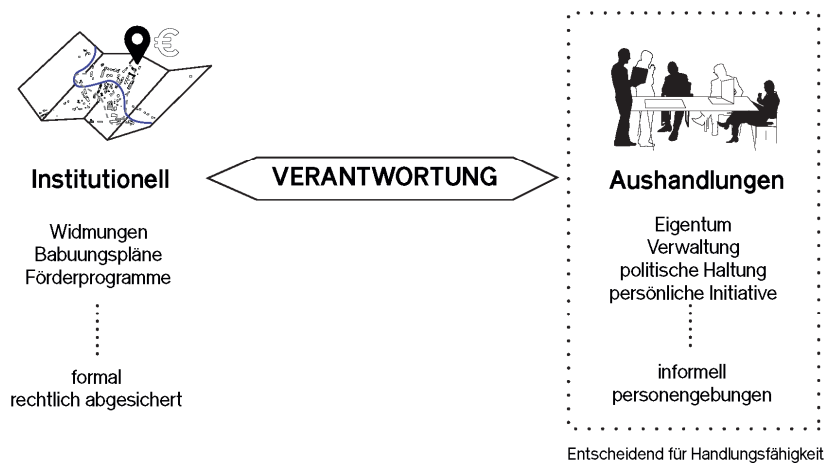 €
Institutionell
VERANTWORTUNG
Aushandlungen
Widmungen
Babuungspläne
Förderprogramme
formal
rechtlich abgesichert
Eigentum
Verwaltung
politische Haltung
persönliche Initiative
informell
personengebungen
Entscheidend für Handlungsfähigkeit